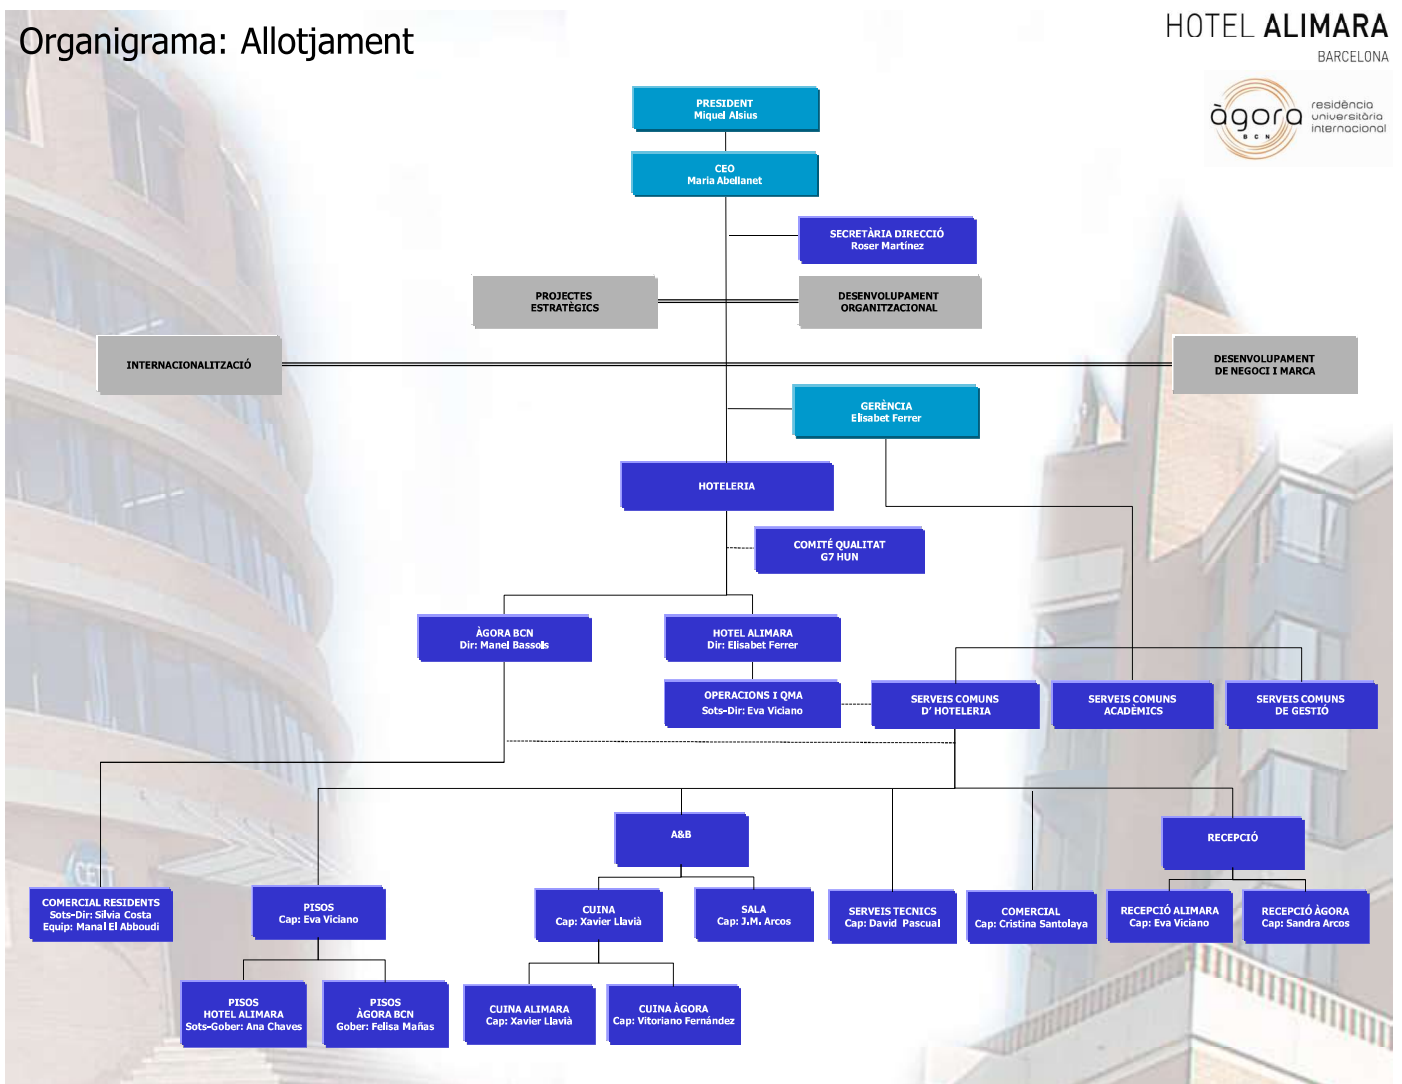 Organigrama: Allotjament
HOTEL ALIMARA
BARCELONA
àgora
BCN
residència
universitària
internacional
PRESIDENT
Miquel Alsius
CEO
Maria Abellanet
SECRETÀRIA DIRECCIÓ
Roser Martínez
PROJECTES
ESTRATÈGICS
DESENVOLUPAMENT
ORGANITZACIONAL
INTERNACIONALITZACIÓ
DESENVOLUPAMENT
DE NEGOCI I MARCA
GERÈNCIA
Elisabet Ferrer
HOTELERIA
COMITÉ QUALITAT
G7 HUN
ÀGORA BCN
Dir: Manel Bassols
HOTEL ALIMARA
Dir: Elisabet Ferrer
OPERACIONS I QMA
Sots-Dir: Eva Viciano
SERVEIS COMUNS
D' HOTELERIA
SERVEIS COMUNS
ACADÈMICS
SERVEIS COMUNS
DE GESTIÓ
A&B
RECEPCIÓ
CETT
COMERCIAL RESIDENTS
Sots-Dir: Silvia Costa
Equip: Manal El Abboudi
PISOS
Cap: Eva Viciano
CUINA
Cap: Xavier Llavià
SALA
Cap: J.M. Arcos
SERVEIS TECNICS
Cap: David Pascual
COMERCIAL
Cap: Cristina Santolaya
RECEPCIÓ ALIMARA
Cap: Eva Viciano
RECEPCIÓ ÀGORA
Cap: Sandra Arcos
PISOS
HOTEL ALIMARA
Sots-Gober: Ana Chaves
PISOS
ÀGORA BCN
Gober: Felisa Mañas
CUINA ALIMARA
Cap: Xavier Llavià
CUINA ÀGORA
Cap: Vitoriano Fernández